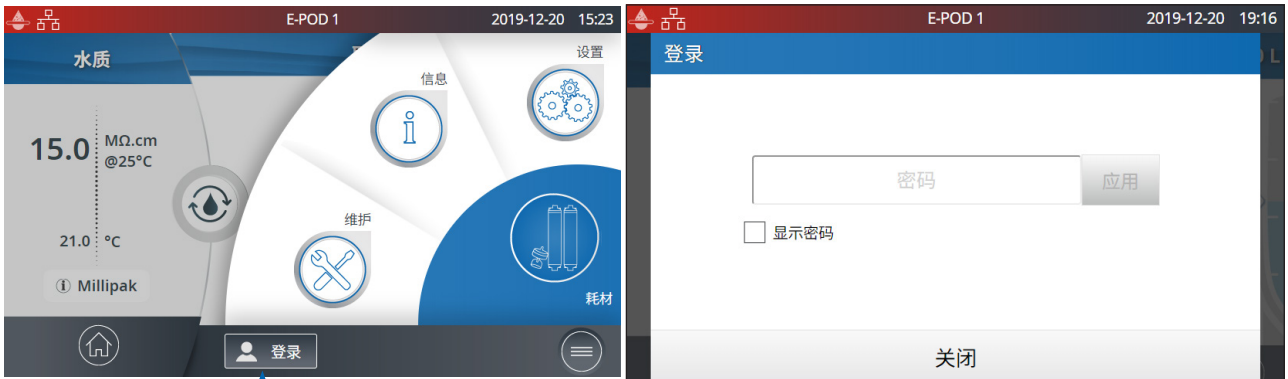 E-POD 1
2019-12-20 15:23
水质
设置
信息
15.0 MΩ.cm
@25°C
维护
21.0 °C
Millipak
耗材
登录
E-POD 1
2019-12-20 19:16
登录
密码
应用
显示密码
关闭